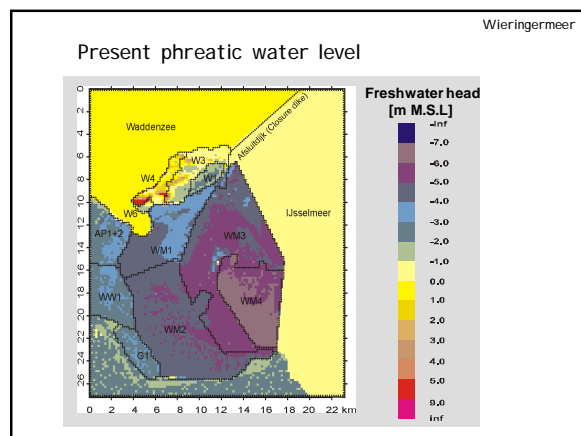 Wieringermeer
Present phreatic water level
Freshwater head
[m M.S.L]
-inf
-7.0
-6.0
-5.0
-4.0
-3.0
-2.0
-1.0
0.0
1.0
2.0
3.0
4.0
5.0
9.0
inf
Waddenzee
Afsluitdijk (Closure dike)
IJsselmeer
W4
W3
W6
AP1+2
WM1
WM3
WW1
WM4
WM2
G1
0
2
4
6
8
10
12
14
16
18
20
22
24
26
0 2 4 6 8 10 12 14 16 18 20 22 km